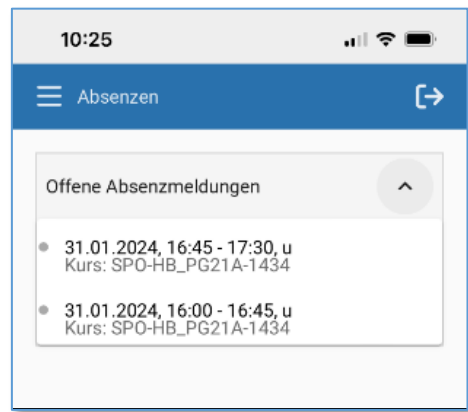 10:25
Absenzen
Offene Absenzmeldungen
31.01.2024, 16:45 - 17:30, u
Kurs: SPO-HB_PG21A-1434
31.01.2024, 16:00 - 16:45, u
Kurs: SPO-HB_PG21A-1434